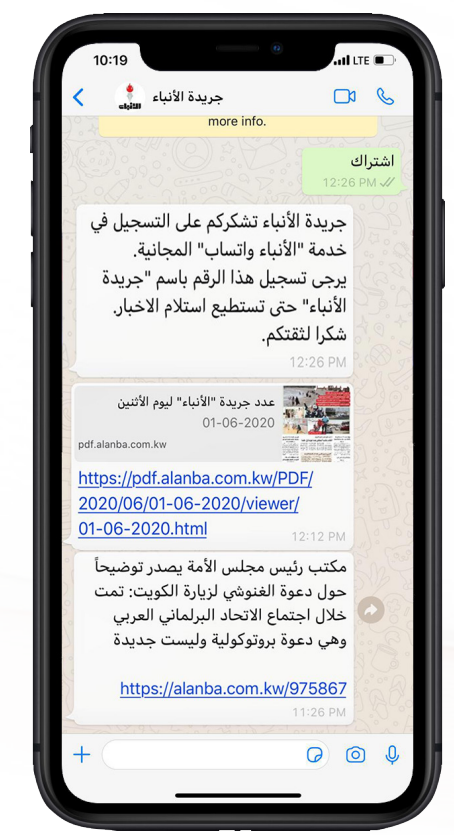 10:19
LTE
جريدة الأنباء
الأنباء
more info.
اشتراك
12:26 PM
جريدة الأنباء تشكركم على التسجيل في
خدمة "الأنباء واتساب" المجانية.
يرجى تسجيل هذا الرقم باسم "جريدة
الأنباء" حتى تستطيع استلام الاخبار.
شكرا لثقتكم.
12:26 PM
عدد جريدة "الأنباء" ليوم الأثنين
01-06-2020
pdf.alanba.com.kw
https://pdf.alanba.com.kw/PDF/
2020/06/01-06-2020/viewer/
01-06-2020.html
12:12 PM
مكتب رئيس مجلس الأمة يصدر توضيحاً
حول دعوة الغنوشي لزيارة الكويت: تمت
خلال اجتماع الاتحاد البرلماني العربي
وهي دعوة بروتوكولية وليست جديدة
https://alanba.com.kw/975867
11:26 PM